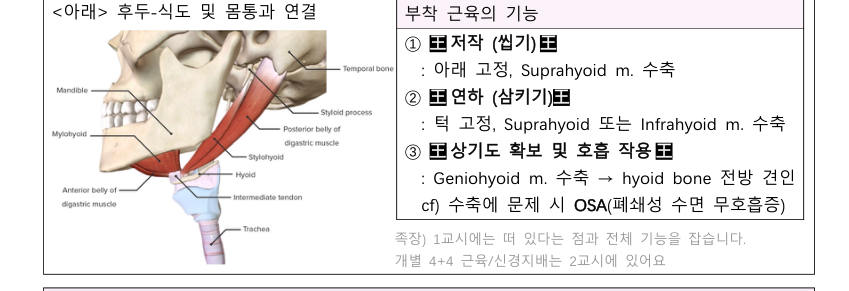 <아래> 후두-식도 및 몸통과 연결
Temporal bone
Mandible
Styloid process
Mylohyoid
Posterior belly of
digastric muscle
Stylohyoid
Hyoid
Anterior belly of
digastric muscle
Intermediate tendon
Trachea
부착 근육의 기능
① 王저작 (씹기)王
: 아래 고정, Suprahyoid m. 수축
② 王연하 (삼키기)王
: 턱 고정, Suprahyoid 또는 Infrahyoid m. 수축
③ 王상기도 확보 및 호흡 작용王
: Geniohyoid m. 수축 → hyoid bone 전방 견인
cf) 수축에 문제 시 OSA(폐쇄성 수면 무호흡증)
족장) 1교시에는 떠 있다는 점과 전체 기능을 잡습니다.
개별 4+4 근육/신경지배는 2교시에 있어요